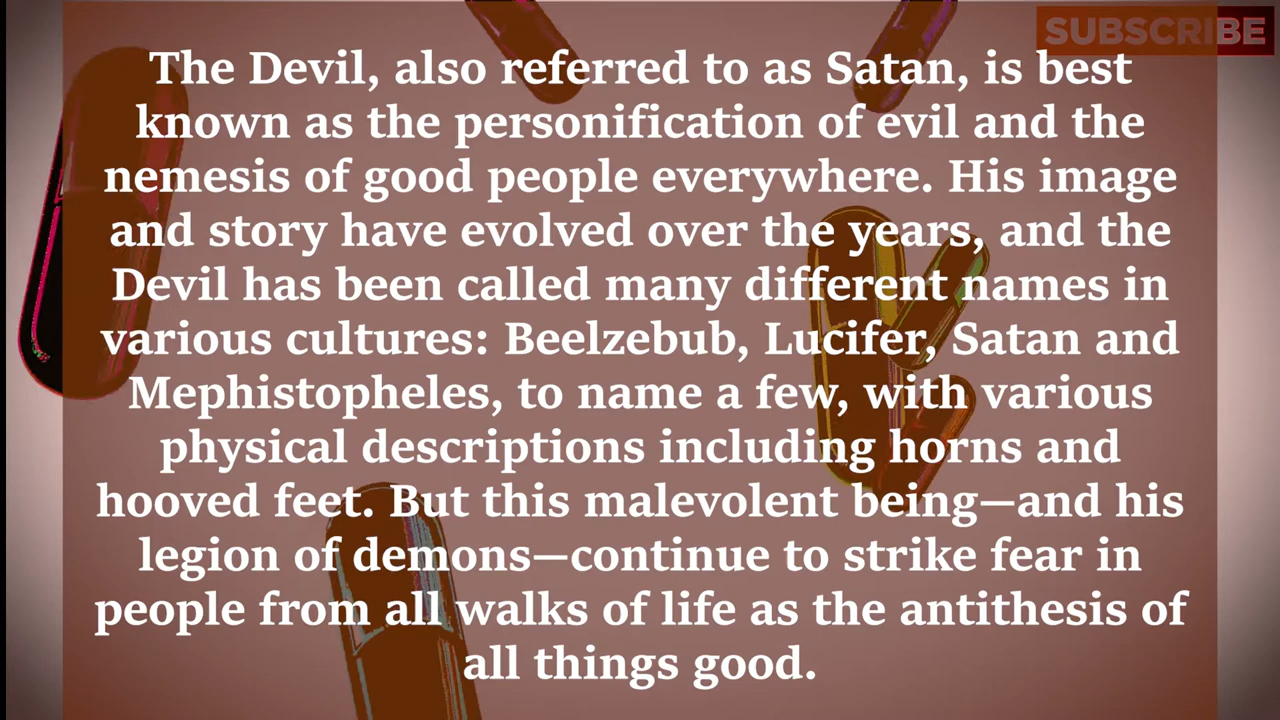 SUBSCRIBE
The Devil, also referred to as Satan, is best
known as the personification of evil and the
nemesis of good people everywhere. His image
and story have evolved over the years, and the
Devil has been called many different names in
various cultures: Beelzebub, Lucifer, Satan and
Mephistopheles, to name a few, with various
physical descriptions including horns and
hooved feet. But this malevolent being—and his
legion of demons—continue to strike fear in
people from all walks of life as the antithesis of
all things good.